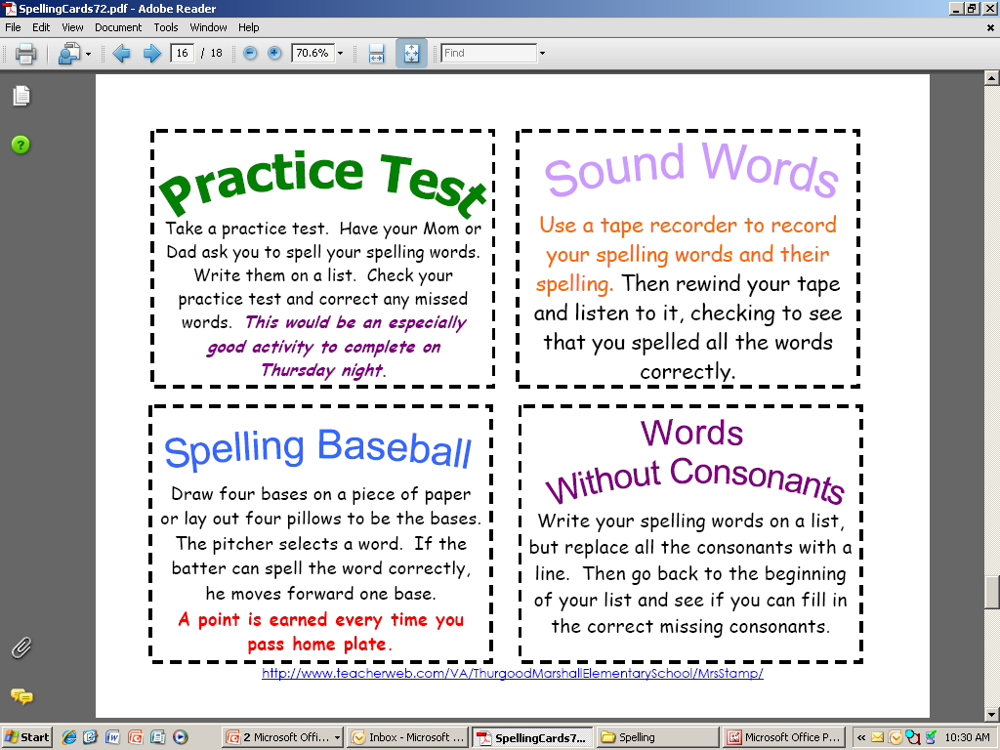 SpellingCards72.pdf - Adobe Reader
File Edit View Document Tools Window Help
16 / 18 70.6% Find
Practice Test
Take a practice test. Have your Mom or
Dad ask you to spell your spelling words.
Write them on a list. Check your
practice test and correct any missed
words. This would be an especially
good activity to complete on
Thursday night.
Sound Words
Use a tape recorder to record
your spelling words and their
spelling. Then rewind your tape
and listen to it, checking to see
that you spelled all the words
correctly.
Spelling Baseball
Draw four bases on a piece of paper
or lay out four pillows to be the bases.
The pitcher selects a word. If the
batter can spell the word correctly,
he moves forward one base.
A point is earned every time you
pass home plate.
Words
Without Consonants
Write your spelling words on a list,
but replace all the consonants with a
line. Then go back to the beginning
of your list and see if you can fill in
the correct missing consonants.
http://www.teacherweb.com/VA/ThurgoodMarshallElementarySchool/MrsStamp/
Start 2 Microsoft Offi... Inbox - Microsoft ... SpellingCards7... Spelling Microsoft Office P... « 10:30 AM